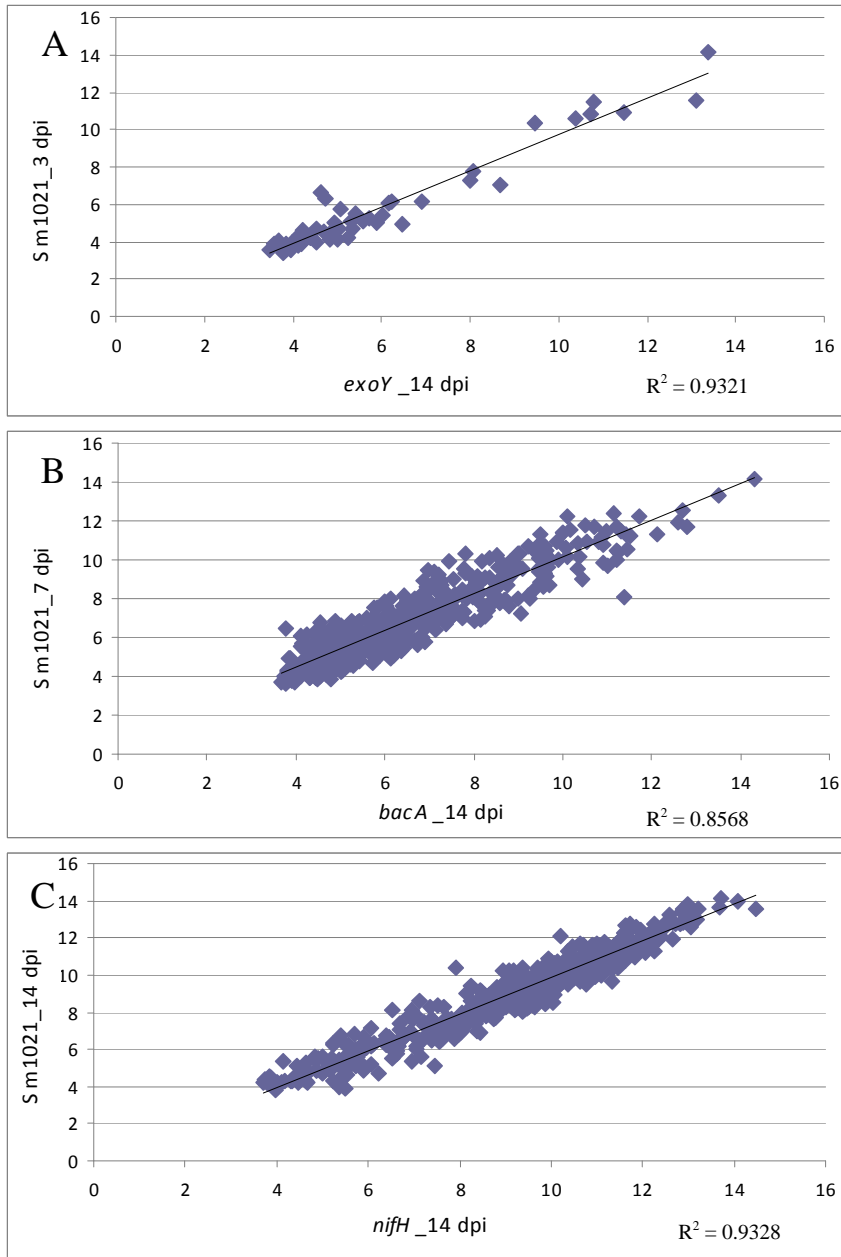 A
16
14
12
10
8
6
4
2
0
Sm1021_3 dpi
0 2 4 6 8 10 12 14 16
exoY _14 dpi
R² = 0.9321
B
16
14
12
10
8
6
4
2
0
Sm1021_7 dpi
0 2 4 6 8 10 12 14 16
bacA _14 dpi
R² = 0.8568
C
16
14
12
10
8
6
4
2
0
Sm1021_14 dpi
0 2 4 6 8 10 12 14 16
nifH _14 dpi
R² = 0.9328